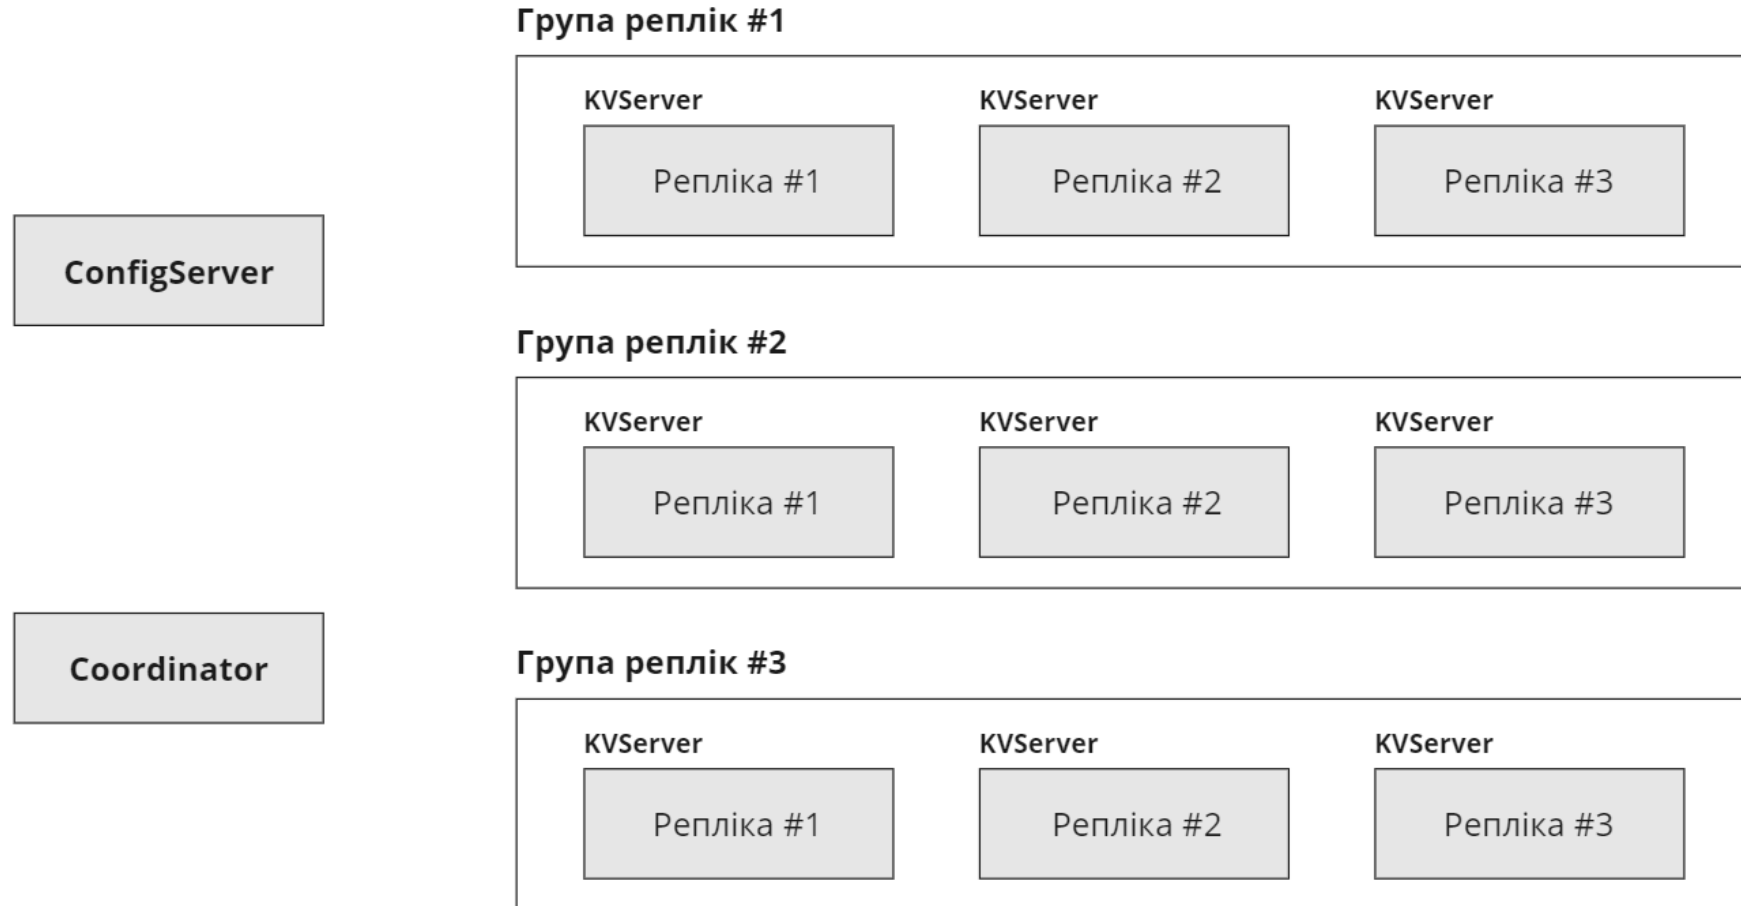 Група реплік #1
KVServer KVServer KVServer
Репліка #1 Репліка #2 Репліка #3
ConfigServer
Група реплік #2
KVServer KVServer KVServer
Репліка #1 Репліка #2 Репліка #3
Coordinator
Група реплік #3
KVServer KVServer KVServer
Репліка #1 Репліка #2 Репліка #3